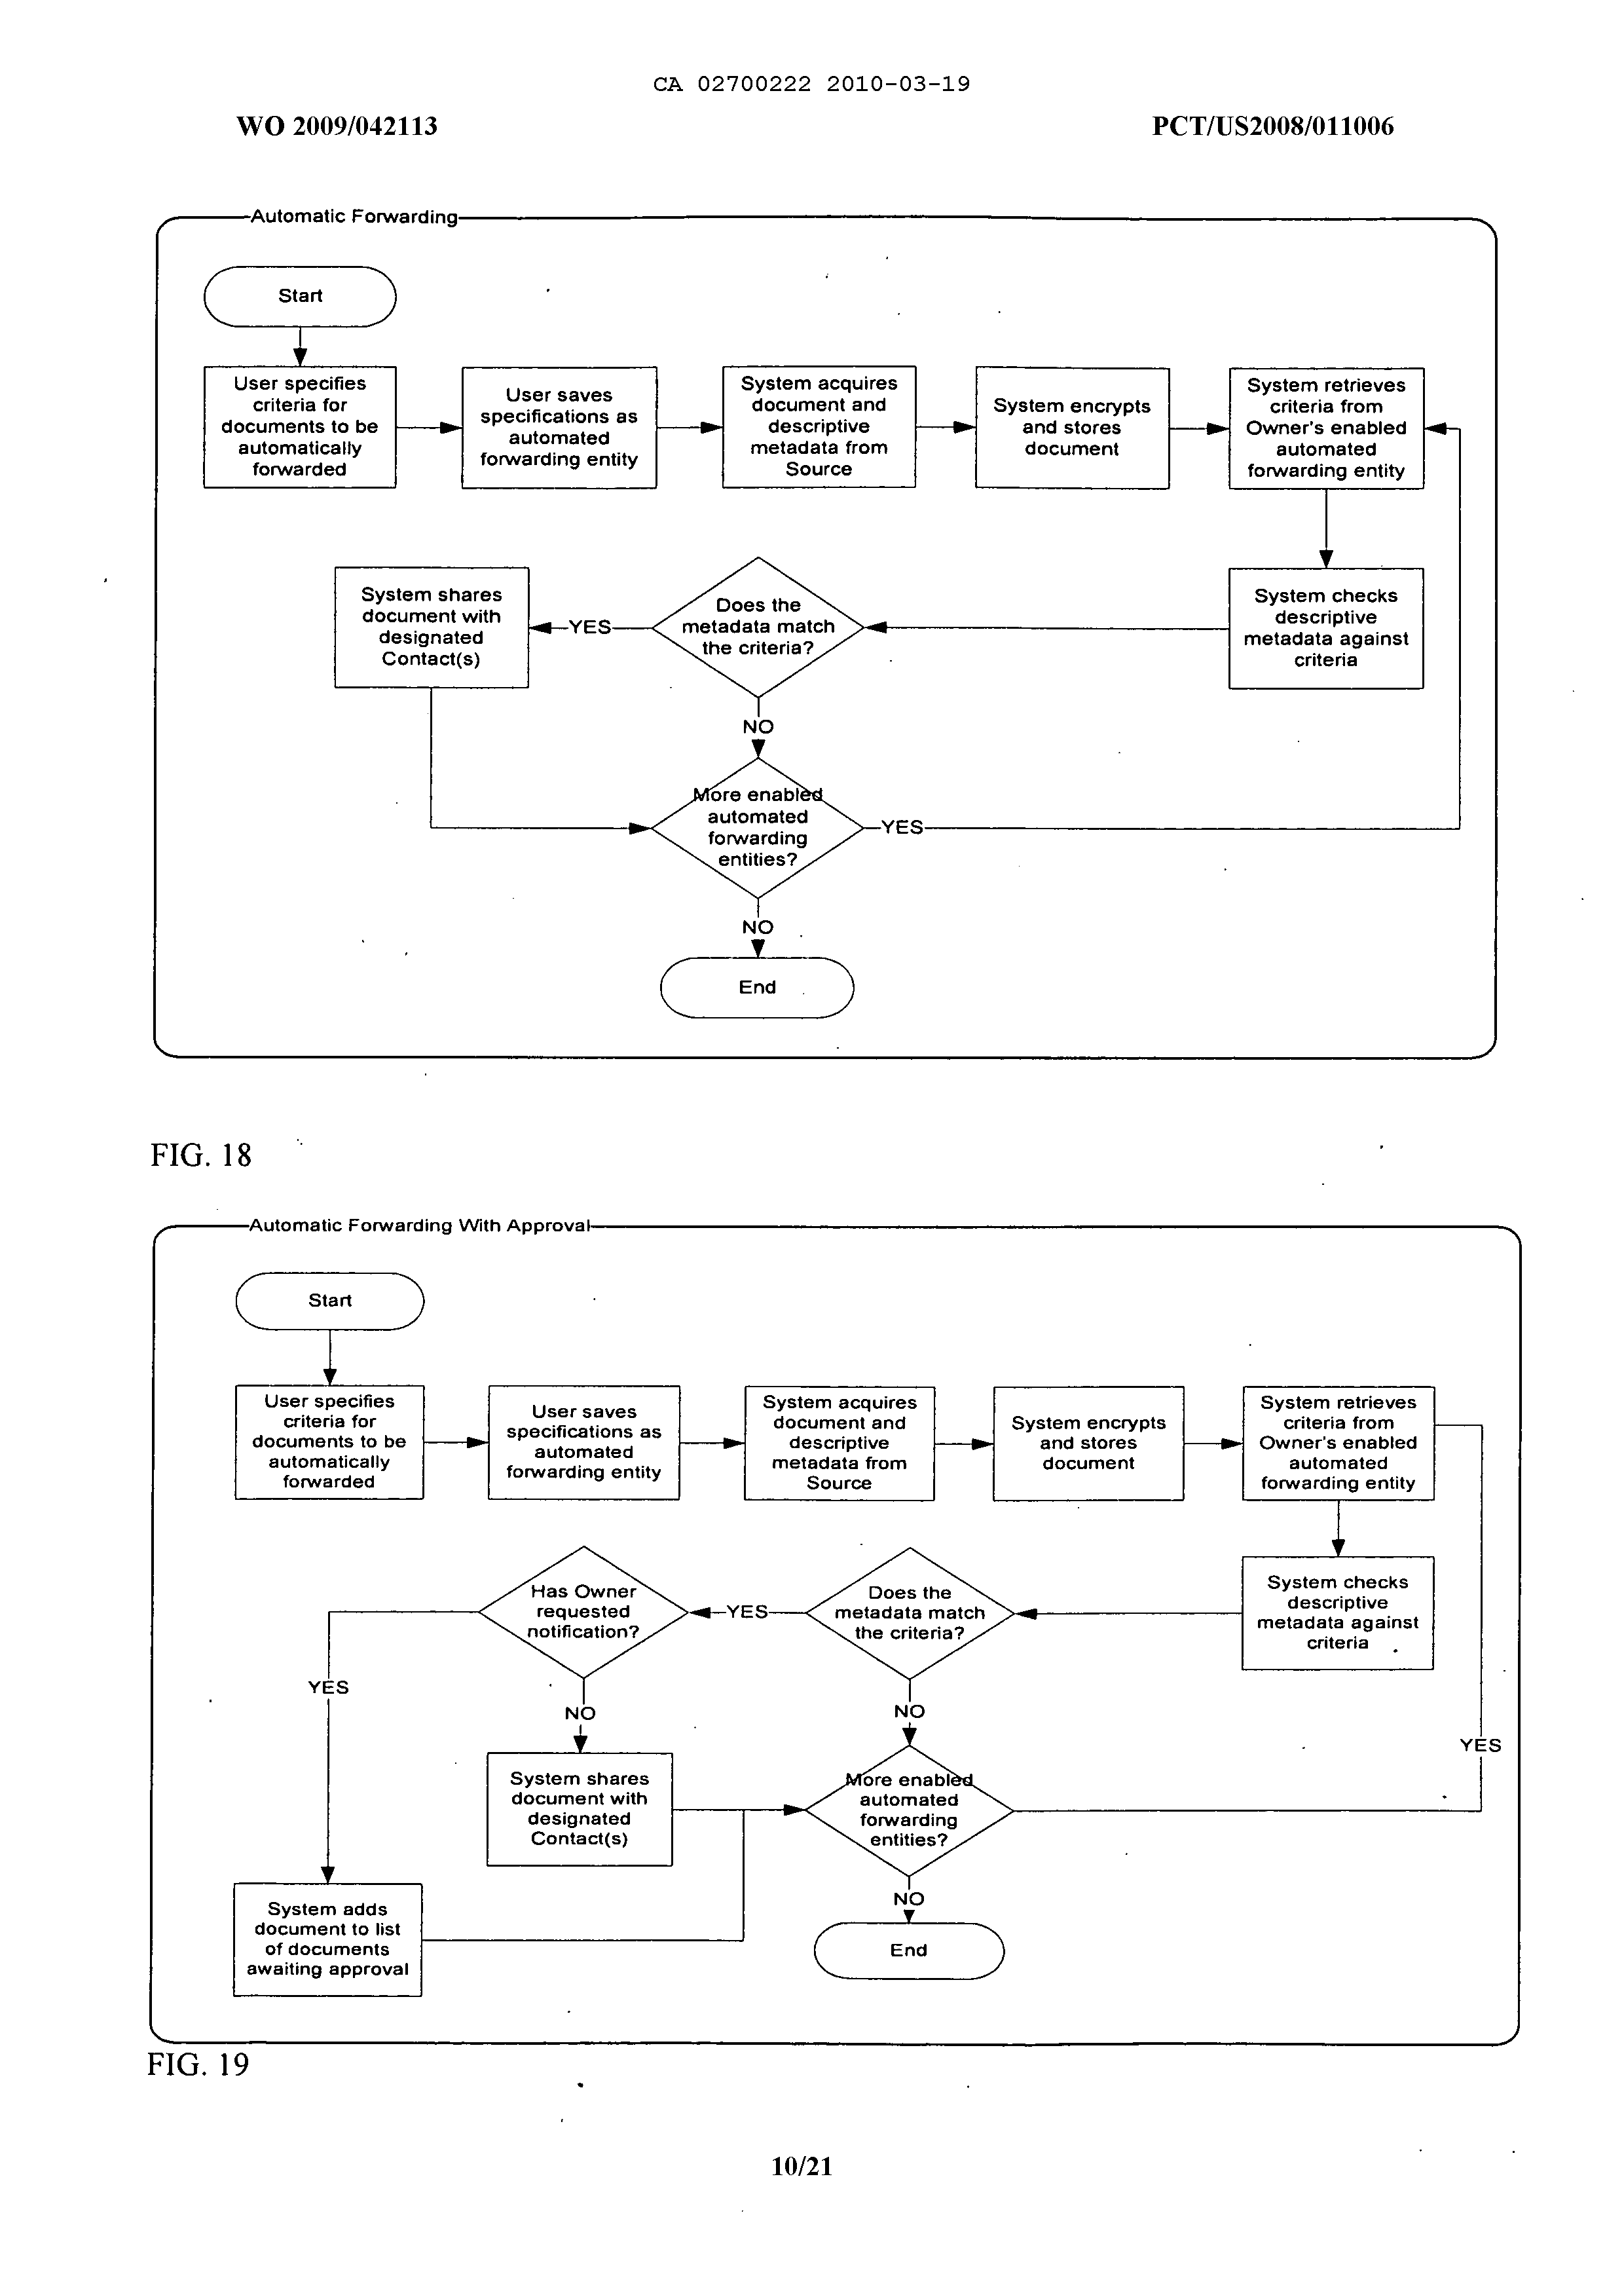 CA 02700222 2010-03-19
WO 2009/042113
PCT/US2008/011006
Automatic Forwarding
Start
User specifies
criteria for
documents to be
automatically
forwarded
User saves
specifications as
automated
forwarding entity
System acquires
document and
descriptive
metadata from
Source
System encrypts
and stores
document
System retrieves
criteria from
Owner's enabled
automated
forwarding entity
System shares
document with
designated
Contact(s)
YES
Does the
metadata match
the criteria?
System checks
descriptive
metadata against
criteria
NO
More enabled
automated
forwarding
entities?
YES
NO
End
FIG. 18
Automatic Forwarding With Approval
Start
User specifies
criteria for
documents to be
automatically
forwarded
User saves
specifications as
automated
forwarding entity
System acquires
document and
descriptive
metadata from
Source
System encrypts
and stores
document
System retrieves
criteria from
Owner's enabled
automated
forwarding entity
Has Owner
requested
notification?
YES
Does the
metadata match
the criteria?
System checks
descriptive
metadata against
criteria
YES
NO
NO
YES
System shares
document with
designated
Contact(s)
More enabled
automated
forwarding
entities?
NO
System adds
document to list
of documents
awaiting approval
End
FIG. 19
10/21